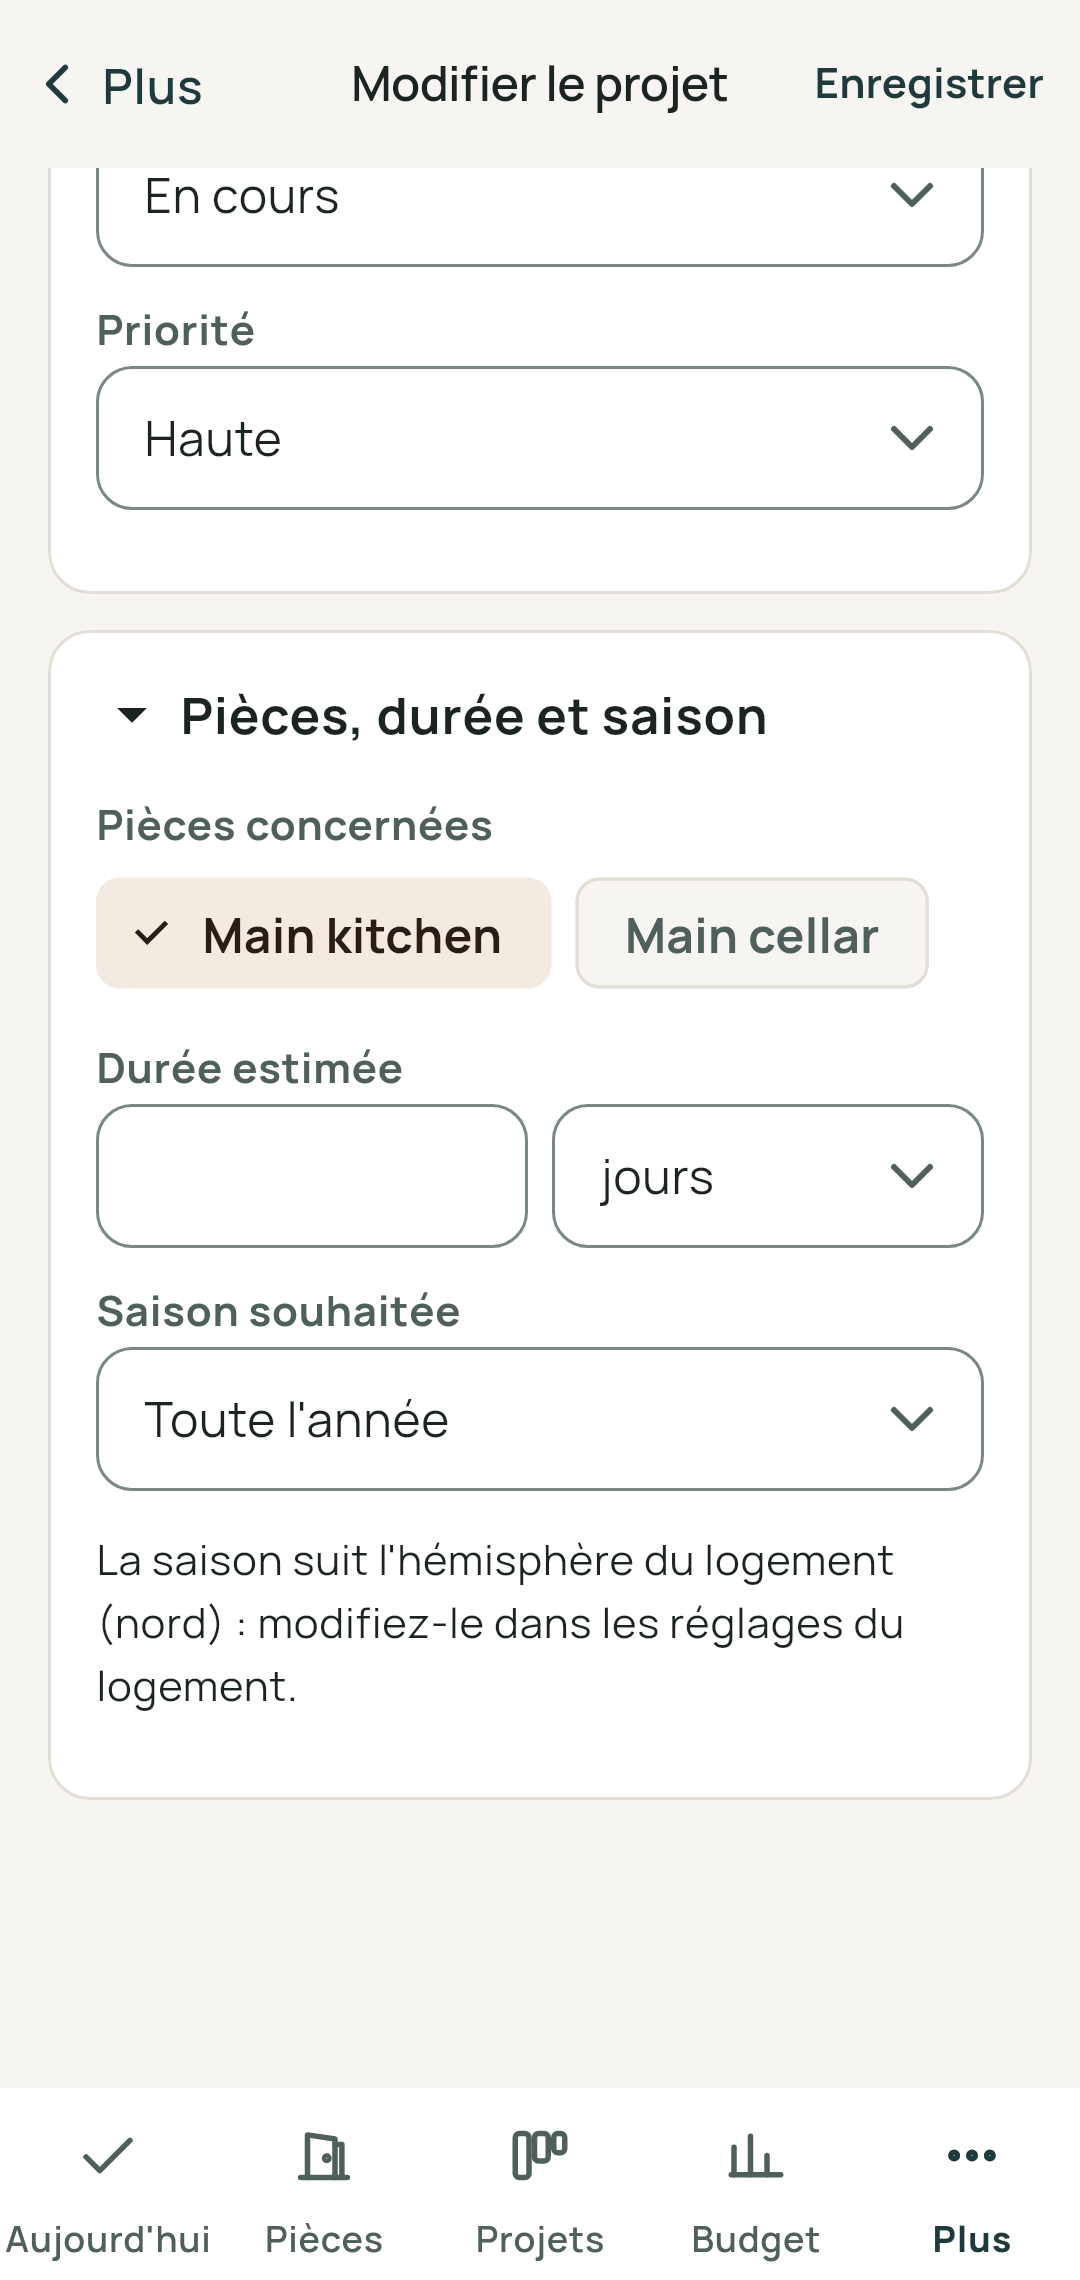 Plus
Modifier le projet
Enregistrer
En cours
Priorité
Haute
Pièces, durée et saison
Pièces concernées
Main kitchen
Main cellar
Durée estimée
jours
Saison souhaitée
Toute l'année
La saison suit l'hémisphère du logement
(nord) : modifiez-le dans les réglages du
logement.
Aujourd'hui
Pièces
Projets
Budget
Plus